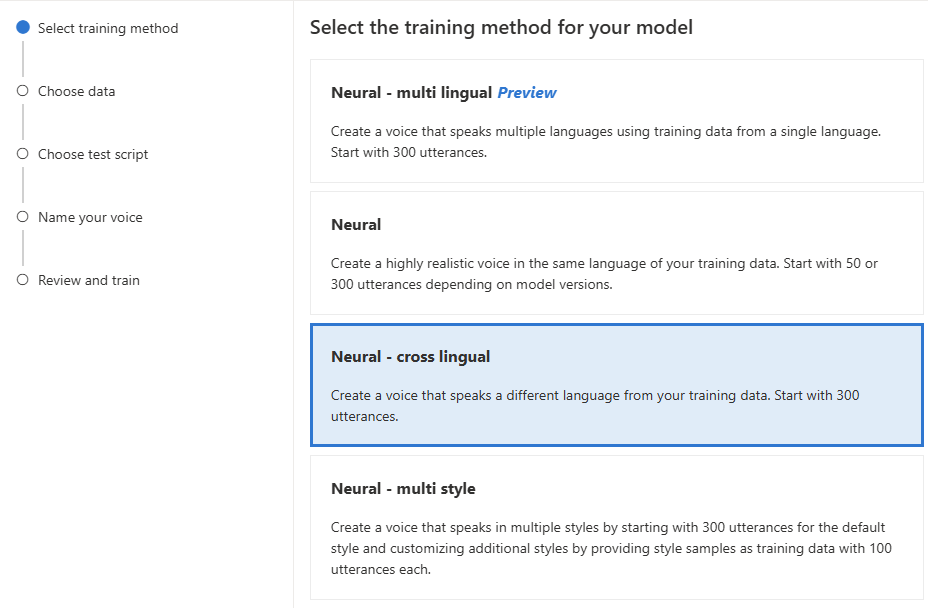 Select training method
Choose data
Choose test script
Name your voice
Review and train
Select the training method for your model
Neural - multi lingual Preview
Create a voice that speaks multiple languages using training data from a single language.
Start with 300 utterances.
Neural
Create a highly realistic voice in the same language of your training data. Start with 50 or
300 utterances depending on model versions.
Neural - cross lingual
Create a voice that speaks a different language from your training data. Start with 300
utterances.
Neural - multi style
Create a voice that speaks in multiple styles by starting with 300 utterances for the default
style and customizing additional styles by providing style samples as training data with 100
utterances each.